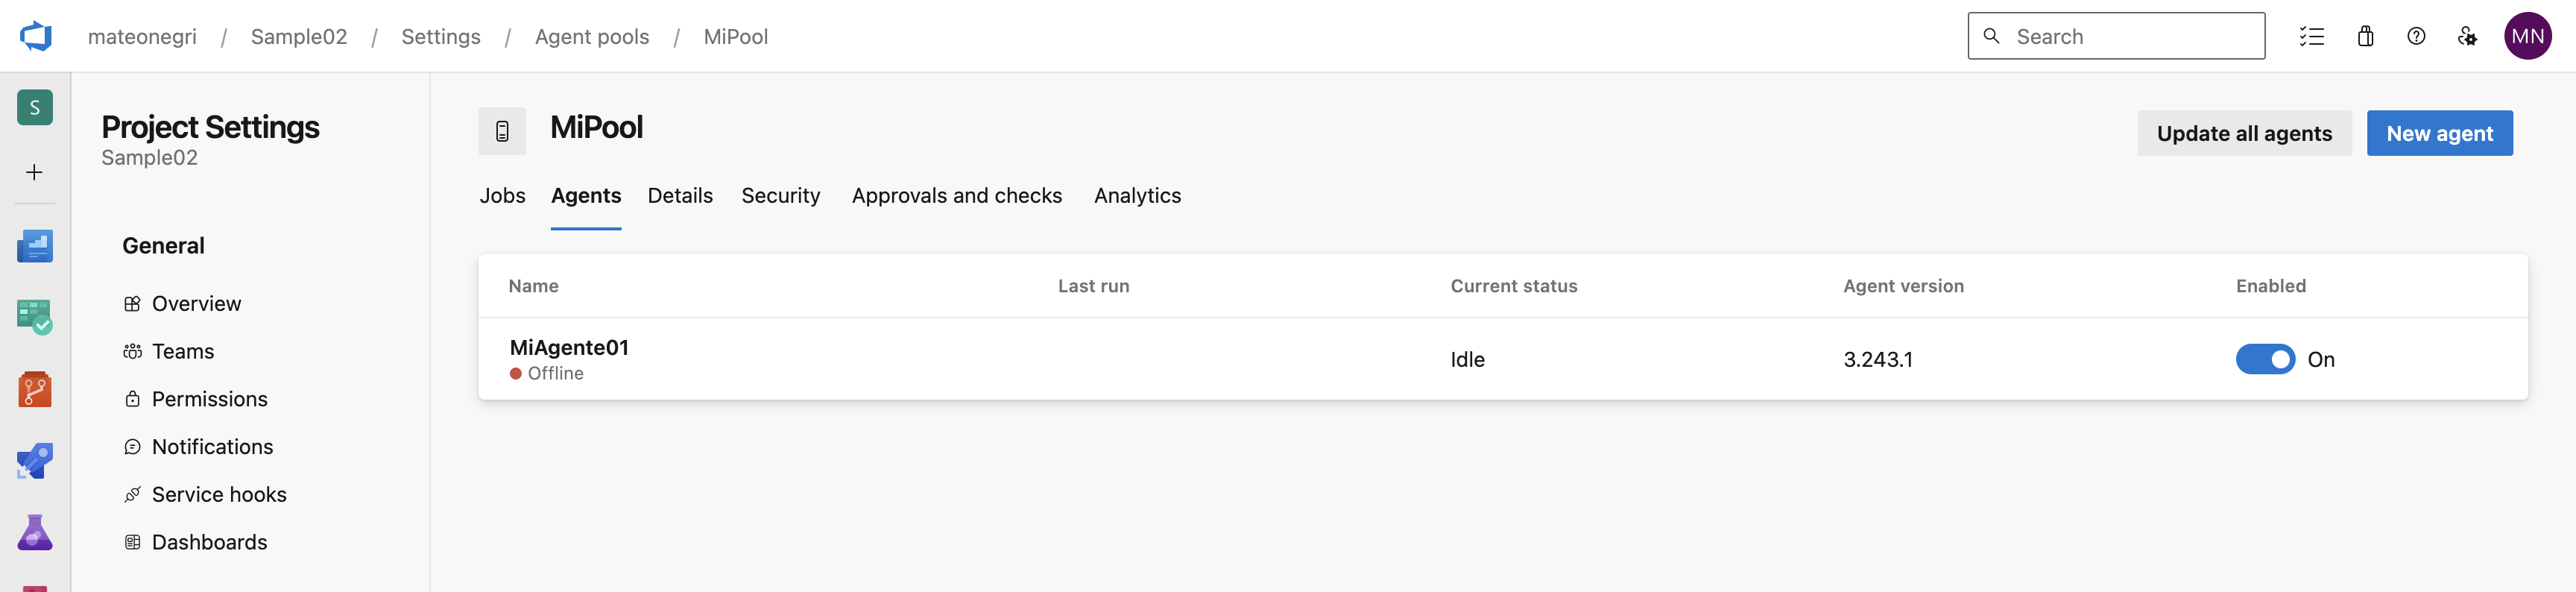 mateonegri / Sample02 / Settings / Agent pools / MiPool
Search
MN
S
Project Settings
Sample02
General
Overview
Teams
Permissions
Notifications
Service hooks
Dashboards
MiPool
Update all agents
New agent
Jobs Agents Details Security Approvals and checks Analytics
Name Last run Current status Agent version Enabled
MiAgente01
Offline
Idle 3.243.1 On